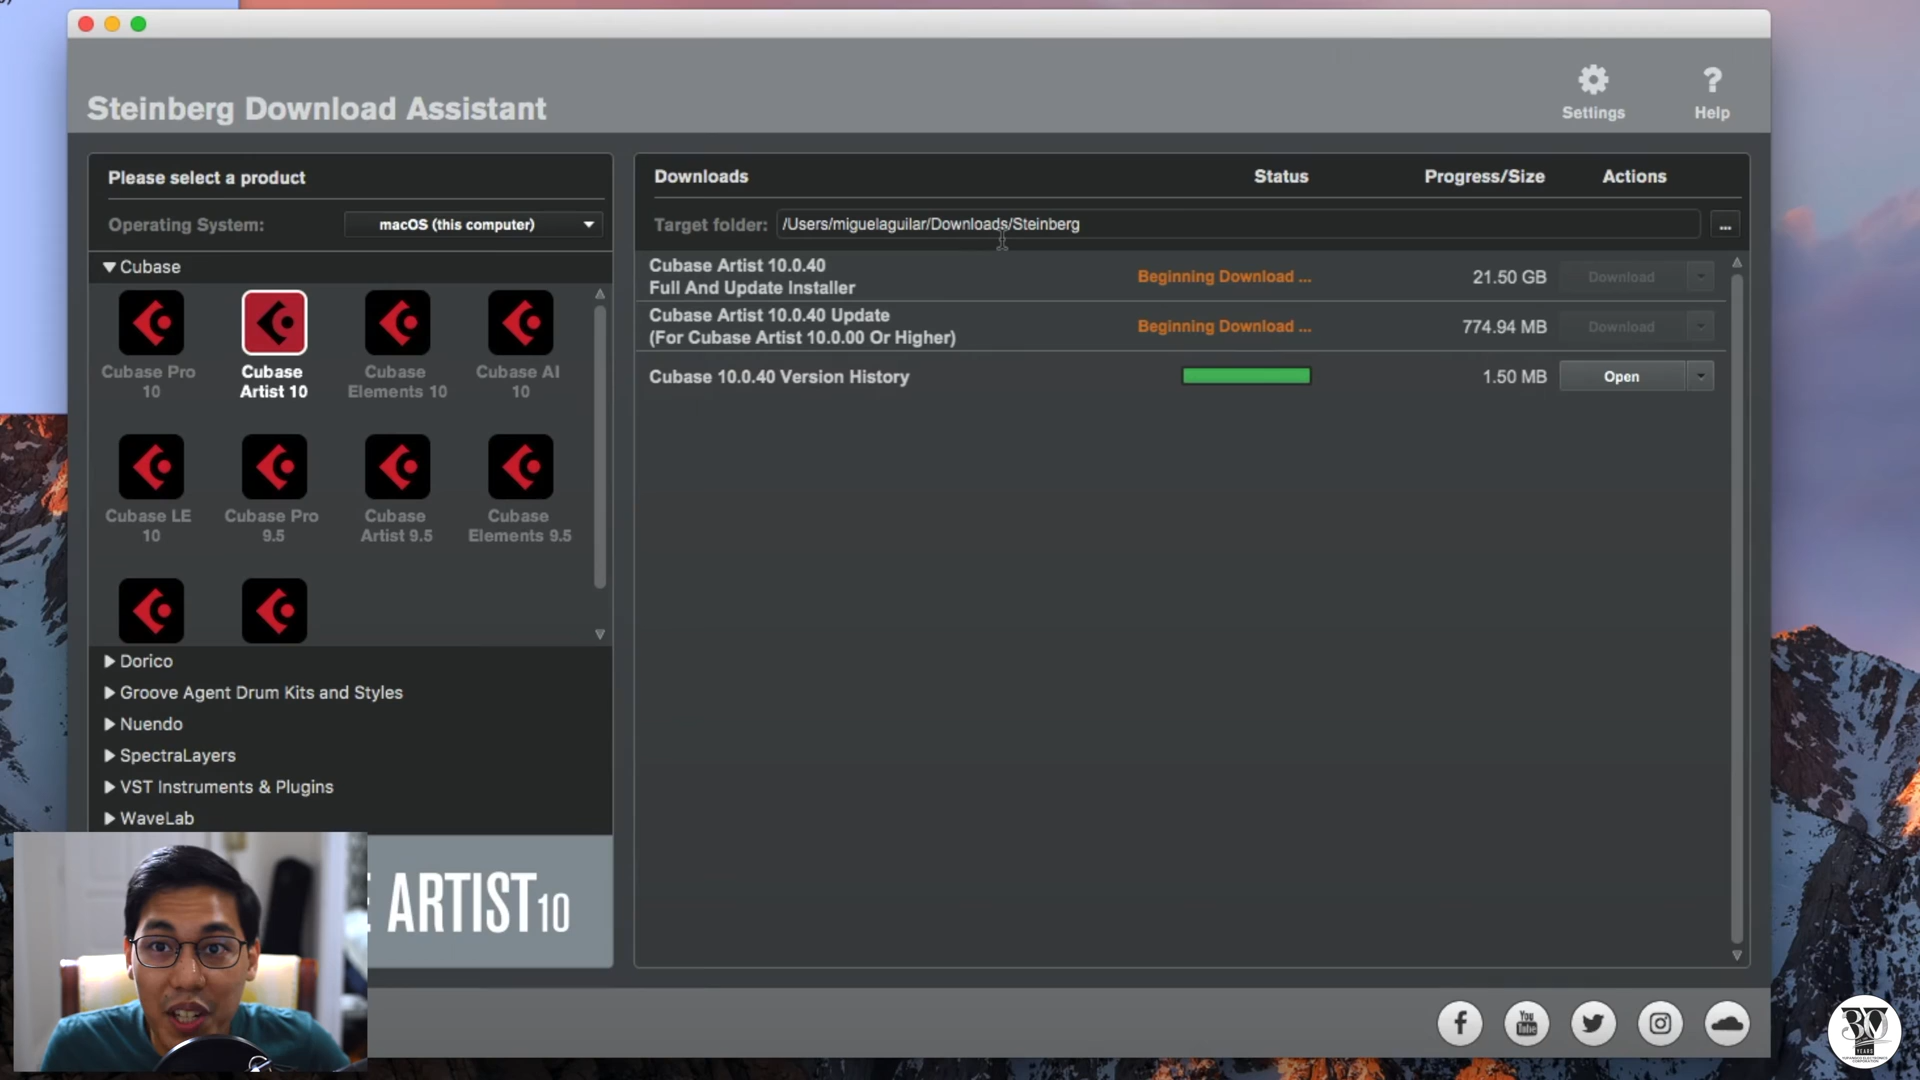 Steinberg Download Assistant
Settings
Help
Please select a product
Operating System:
macOS (this computer)
Cubase
Cubase Pro
10
Cubase
Artist 10
Cubase
Elements 10
Cubase AI
10
Cubase LE
10
Cubase Pro
9.5
Cubase
Artist 9.5
Cubase
Elements 9.5
Dorico
Groove Agent Drum Kits and Styles
Nuendo
SpectraLayers
VST Instruments & Plugins
WaveLab
ARTIST10
Downloads
Status
Progress/Size
Actions
Target folder:
/Users/miguelaguilar/Downloads/Steinberg
...
Cubase Artist 10.0.40
Full And Update Installer
Beginning Download ...
21.50 GB
Download
Cubase Artist 10.0.40 Update
(For Cubase Artist 10.0.00 Or Higher)
Beginning Download ...
774.94 MB
Download
Cubase 10.0.40 Version History
1.50 MB
Open
You
Tube
30
YEARS